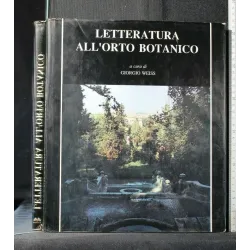 LETTERATURA
ALL'ORTO BOTANICO
a cura di
GIORGIO WEISS
LETTERATURA ALL'ORTO BOTANICO